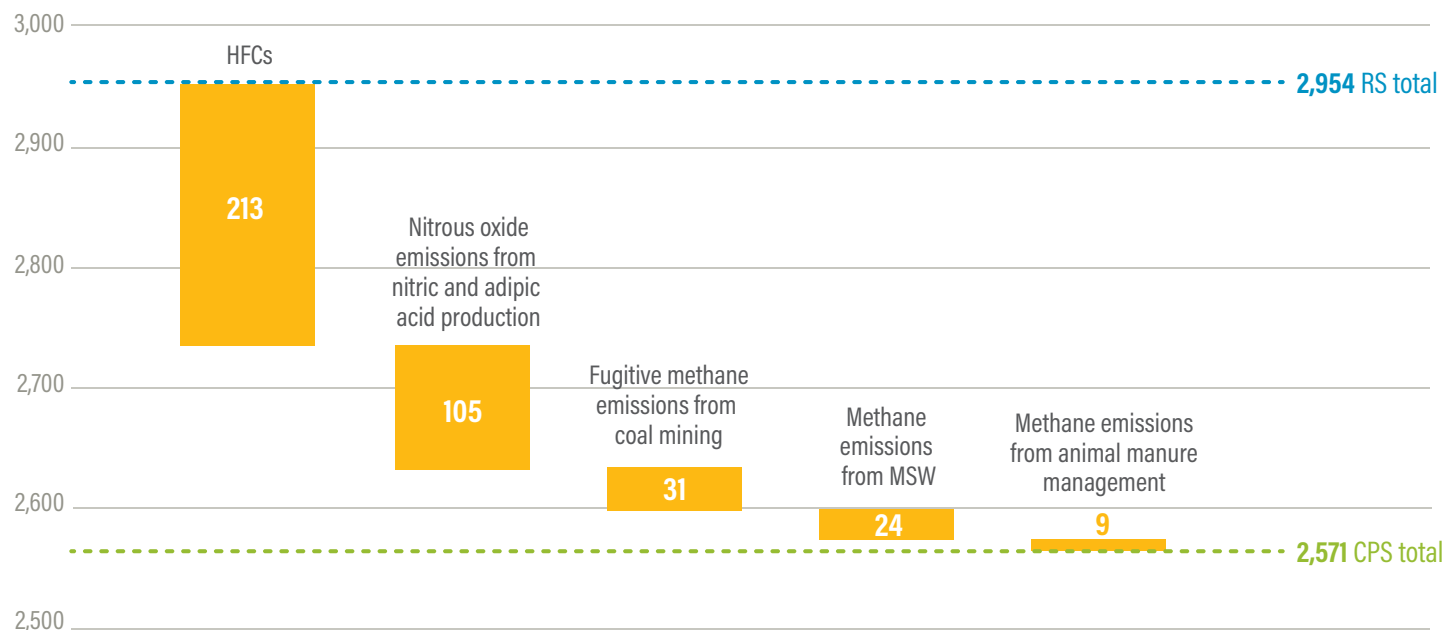 3,000
HFCs
2,954 RS total
2,900
213
2,800
Nitrous oxide
emissions from
nitric and adipic
acid production
2,700
105
Fugitive methane
emissions from
coal mining
31
Methane
emissions
from MSW
24
Methane emissions
from animal manure
management
9
2,600
2,571 CPS total
2,500